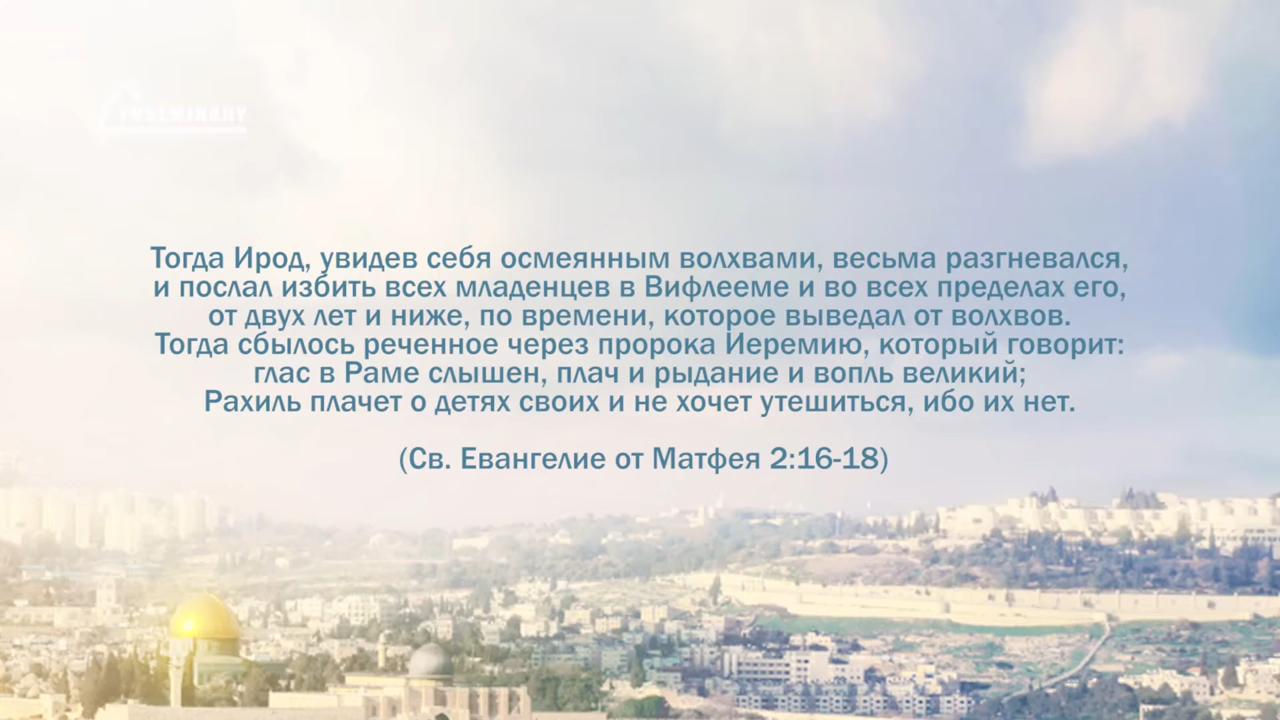 Тогда Ирод, увидев себя осмеянным волхвами, весьма разгневался,
и послал избить всех младенцев в Вифлееме и во всех пределах его,
от двух лет и ниже, по времени, которое выведал от волхвов.
Тогда сбылось реченное через пророка Иеремию, который говорит:
глас в Раме слышен, плач и рыдание и вопль великий;
Рахиль плачет о детях своих и не хочет утешиться, ибо их нет.
(Св. Евангелие от Матфея 2:16-18)